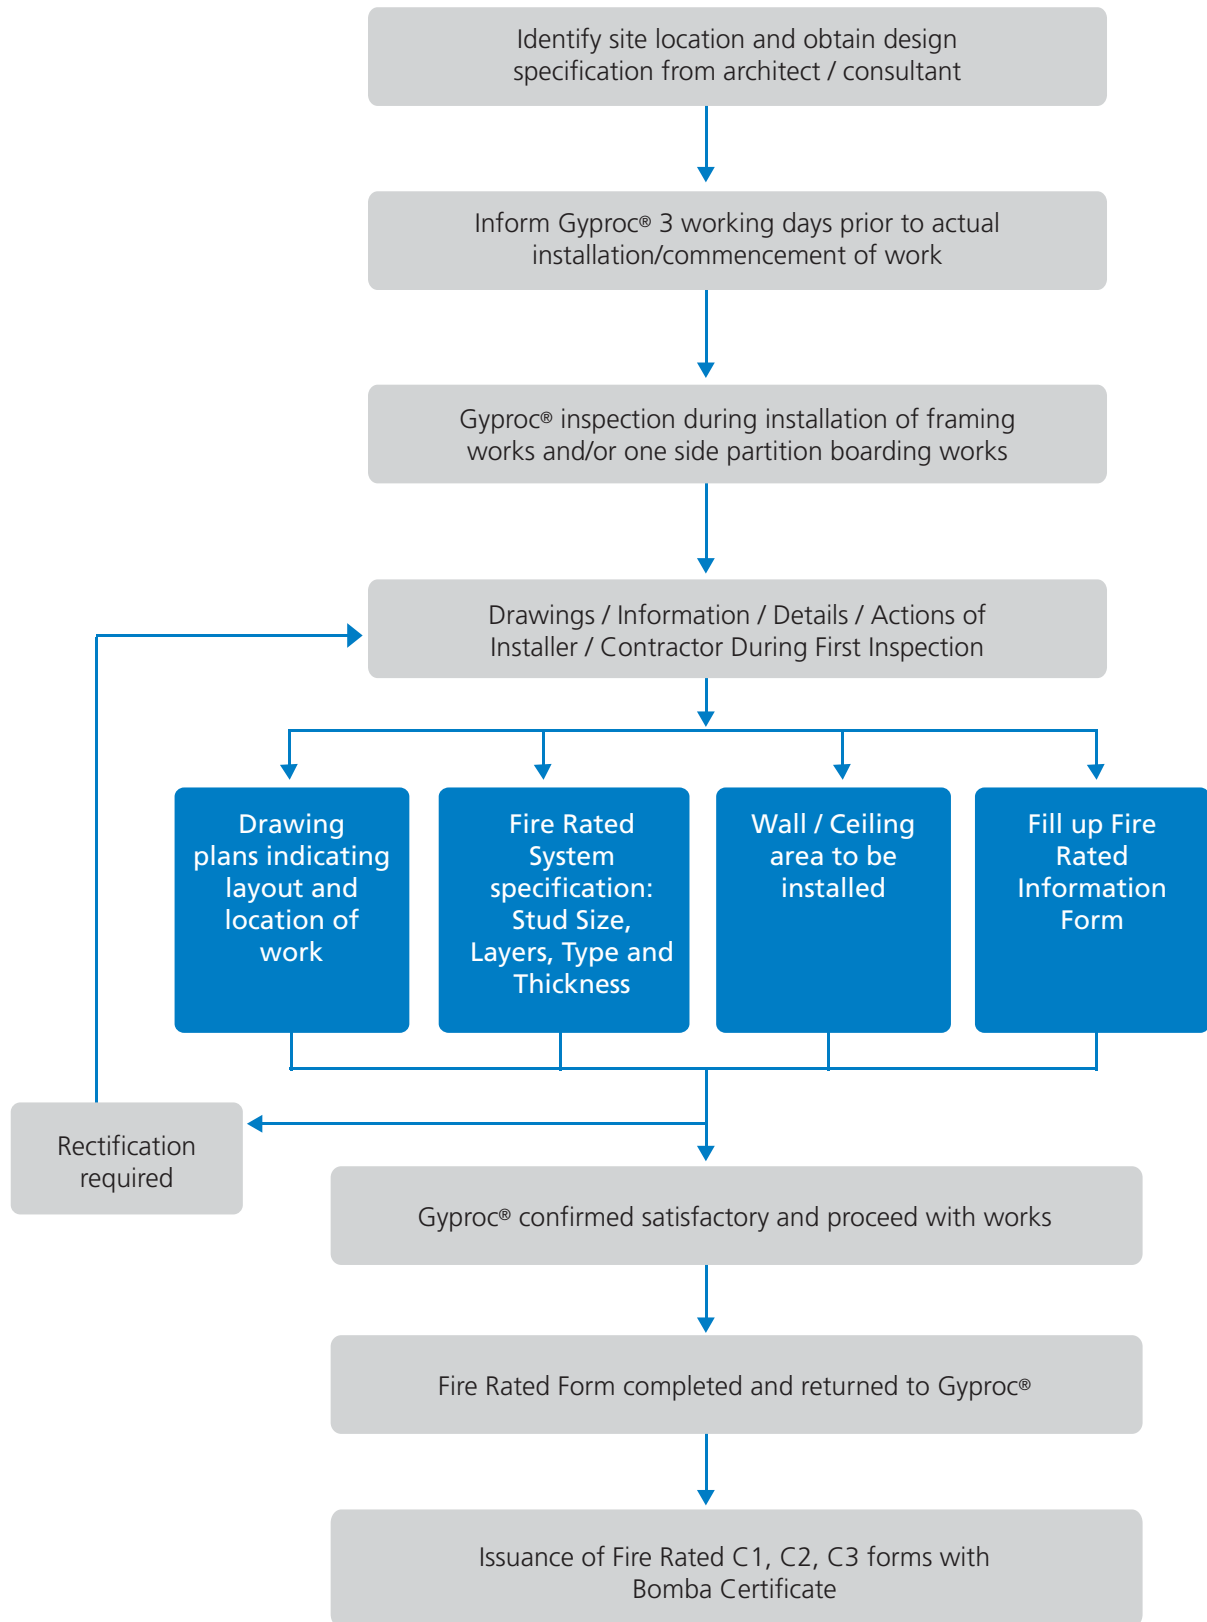 Identify site location and obtain design
specification from architect / consultant
Inform Gyproc® 3 working days prior to actual
installation/commencement of work
Gyproc® inspection during installation of framing
works and/or one side partition boarding works
Drawings / Information / Details / Actions of
Installer / Contractor During First Inspection
Drawing
plans indicating
layout and
location of
work
Fire Rated
System
specification:
Stud Size,
Layers, Type and
Thickness
Wall / Ceiling
area to be
installed
Fill up Fire
Rated
Information
Form
Rectification
required
Gyproc® confirmed satisfactory and proceed with works
Fire Rated Form completed and returned to Gyproc®
Issuance of Fire Rated C1, C2, C3 forms with
Bomba Certificate